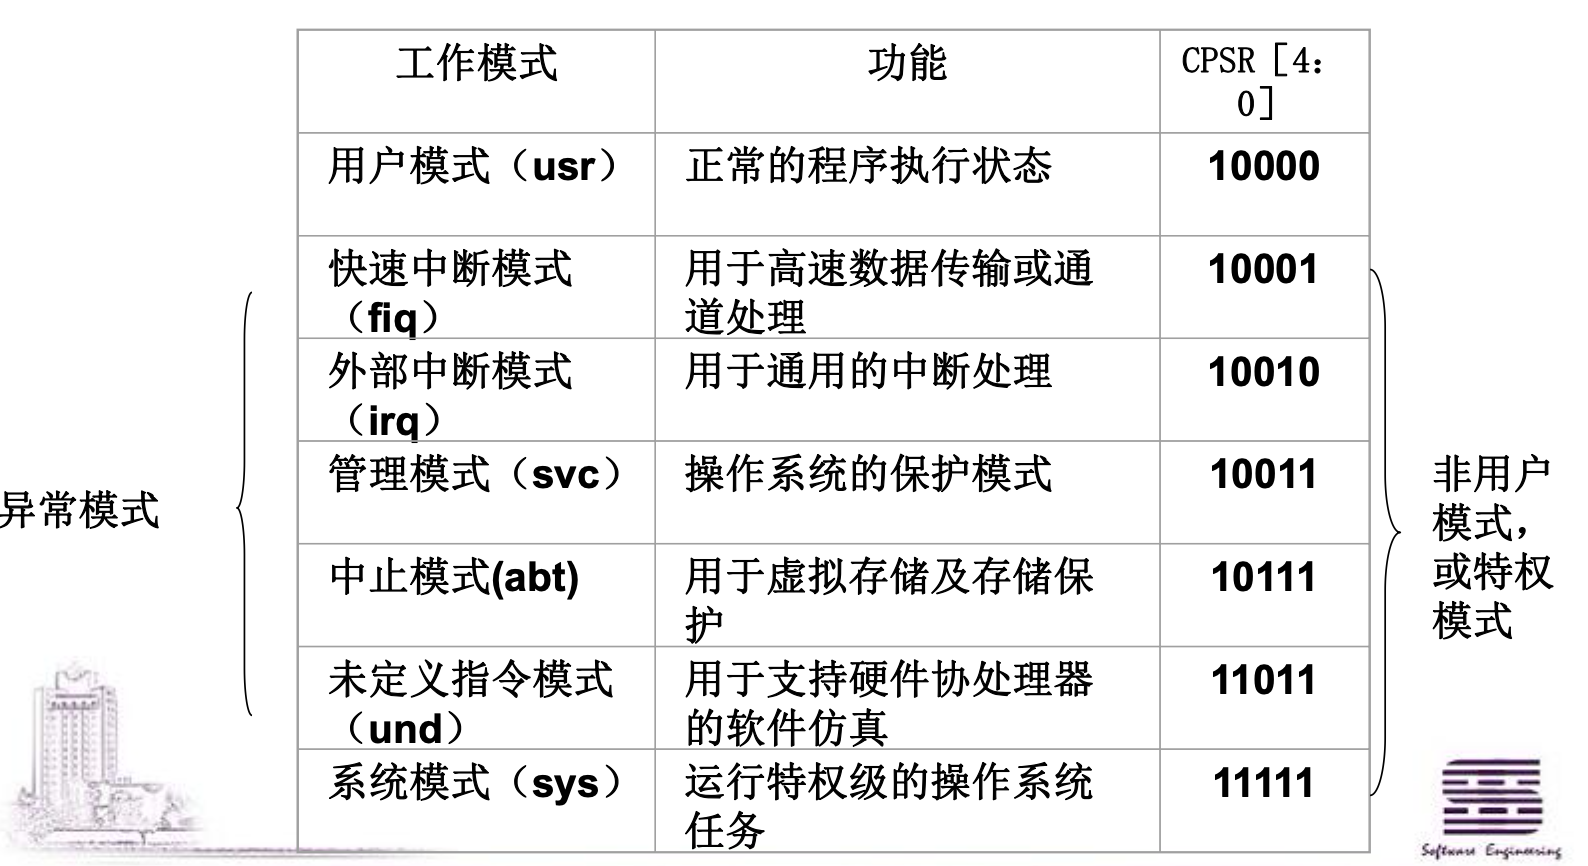 工作模式
功能
CPSR［4：
0］
用户模式（usr）
正常的程序执行状态
10000
快速中断模式
（fiq）
用于高速数据传输或通
道处理
10001
外部中断模式
（irq）
用于通用的中断处理
10010
管理模式（svc）
操作系统的保护模式
10011
中止模式(abt)
用于虚拟存储及存储保
护
10111
未定义指令模式
（und）
用于支持硬件协处理器
的软件仿真
11011
系统模式（sys）
运行特权级的操作系统
任务
11111
异常模式
非用户
模式，
或特权
模式
Software Engineering